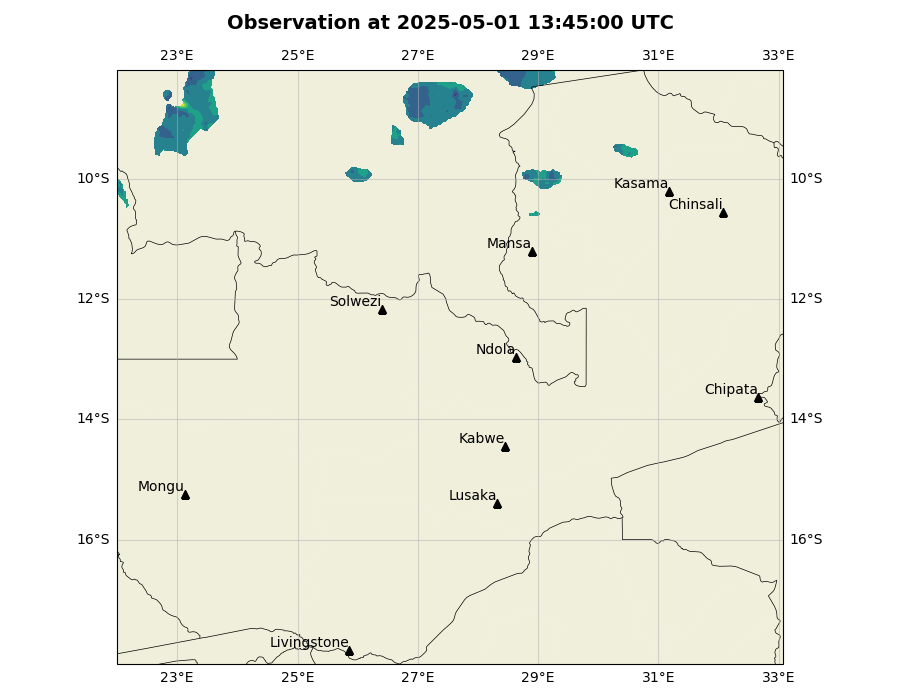 Observation at 2025-05-01 13:45:00 UTC
23°E 25°E 27°E 29°E 31°E 33°E
10°S 10°S
Kasama
Chinsali
Mansa
12°S 12°S
Solwezi
Ndola
Chipata
14°S 14°S
Kabwe
Mongu
Lusaka
16°S 16°S
Livingstone
23°E 25°E 27°E 29°E 31°E 33°E